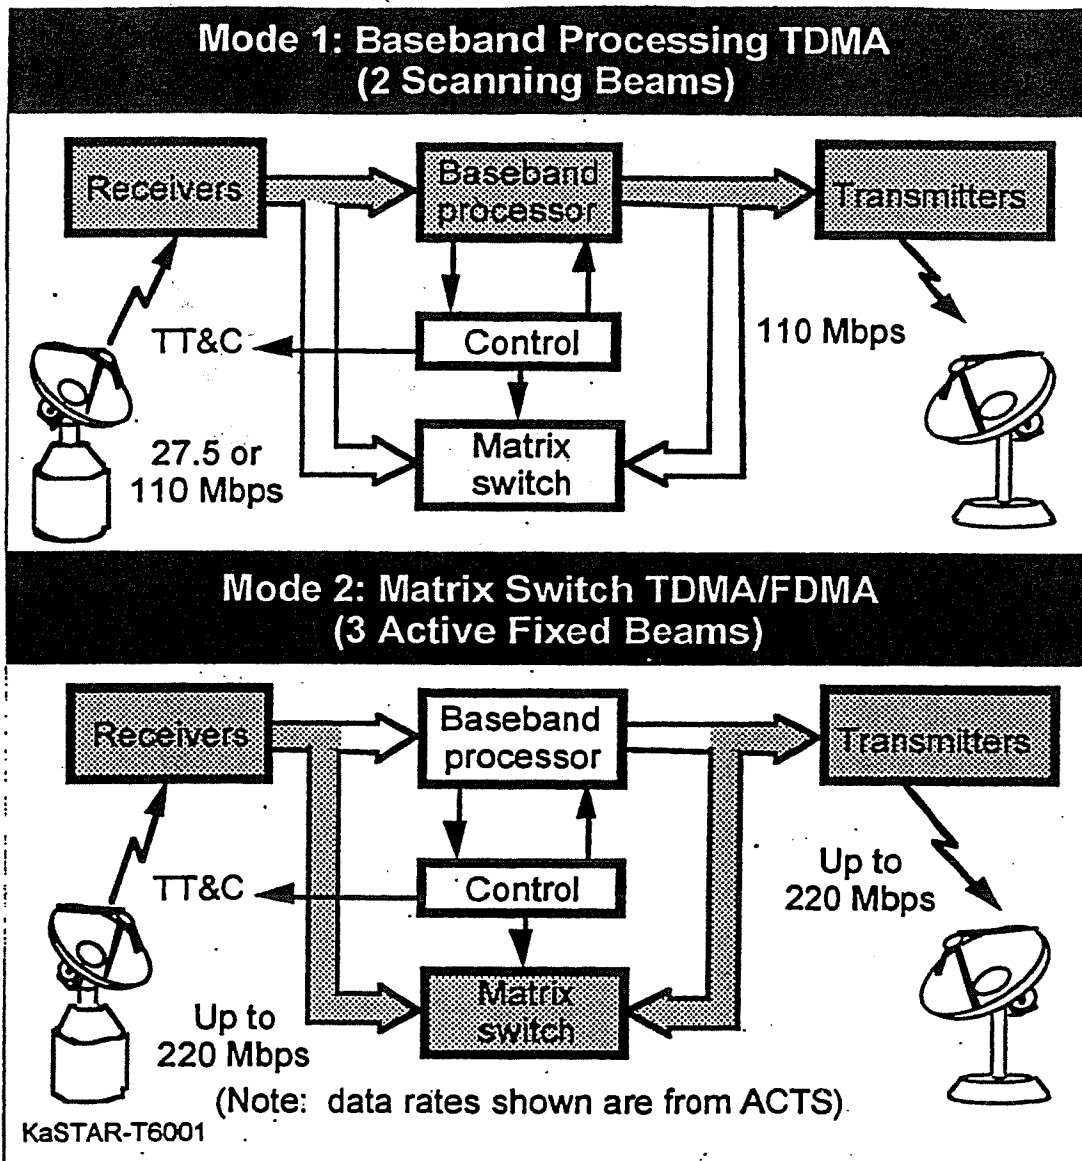 Mode 1: Baseband Processing TDMA
(2 Scanning Beams)
Receivers
Baseband
processor
Transmitters
TT&C
Control
110 Mbps
27.5 or
110 Mbps
Matrix
switch
Mode 2: Matrix Switch TDMA/FDMA
(3 Active Fixed Beams)
Receivers
Baseband
processor
Transmitters
TT&C
Control
Up to
220 Mbps
Up to
220 Mbps
Matrix
switch
(Note: data rates shown are from ACTS)
KaSTAR-T6001